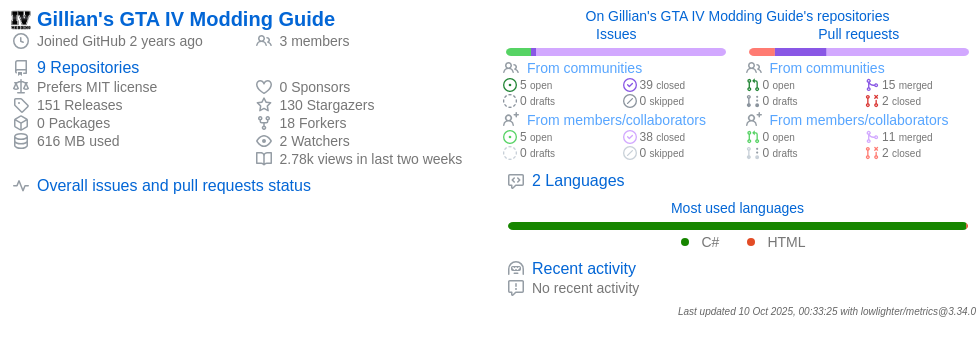 Gillian's GTA IV Modding Guide
Joined GitHub 2 years ago
3 members
9 Repositories
Prefers MIT license
0 Sponsors
151 Releases
130 Stargazers
0 Packages
18 Forkers
616 MB used
2 Watchers
2.78k views in last two weeks
Overall issues and pull requests status
On Gillian's GTA IV Modding Guide's repositories
Issues
Pull requests
From communities
From communities
5 open
39 closed
15 merged
0 open
0 drafts
0 skipped
0 drafts
2 closed
From members/collaborators
From members/collaborators
5 open
38 closed
0 open
11 merged
0 drafts
0 skipped
0 drafts
2 closed
2 Languages
Most used languages
C#
HTML
Recent activity
No recent activity
Last updated 10 Oct 2025, 00:33:25 with lowlighter/metrics@3.34.0